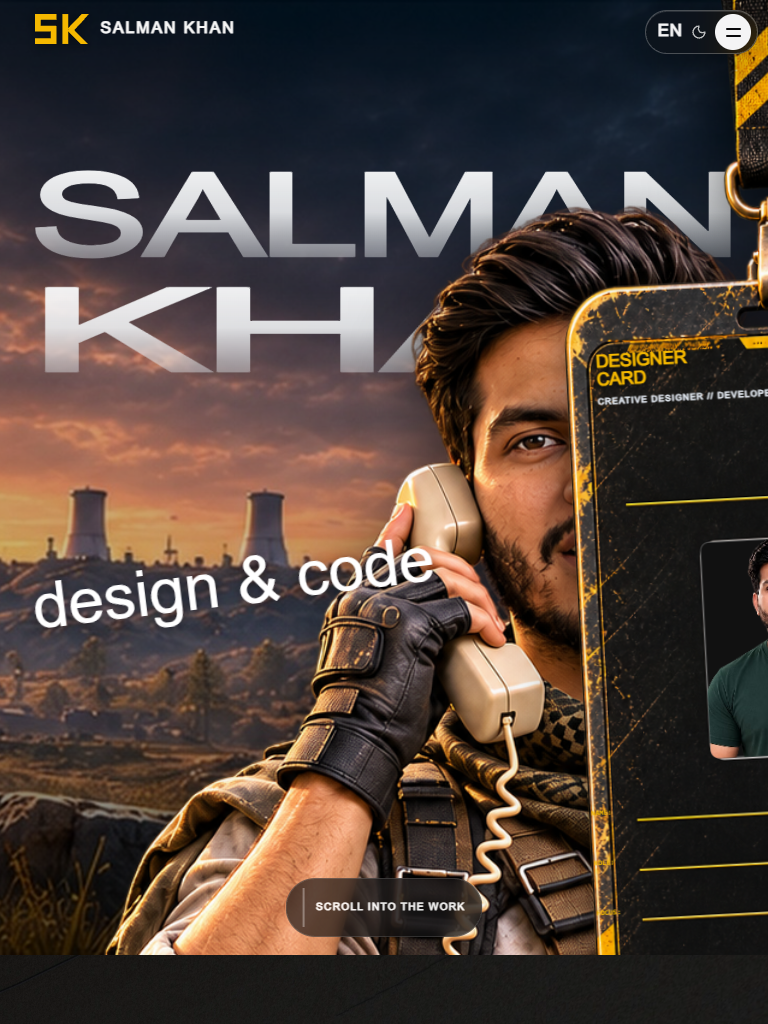 SK SALMAN KHAN
EN
SALMAN
KHA
DESIGNER
CARD
CREATIVE DESIGNER // DEVELOPE
design & code
SCROLL INTO THE WORK